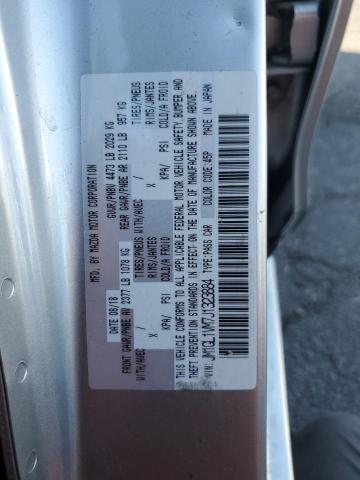 MFD. BY MAZDA MOTOR CORPORATION
GVWR/PNBV 4473 LB 2029 KG
DATE 08/18
FRONT GAWR/PNBE AV 2377 LB 1078 KG
REAR GAWR/PNBE AR 2110 LB 957 KG
WITH/AVEC TIRES/PNEUS RIMS/JANTES
WITH/AVEC TIRES/PNEUS RIMS/JANTES
X KPA/ PSI COLD/A FROID
X KPA/ PSI COLD/A FROID
THIS VEHICLE CONFORMS TO ALL APPLICABLE FEDERAL MOTOR VEHICLE SAFETY, BUMPER, AND
THEFT PREVENTION STANDARDS IN EFFECT ON THE DATE OF MANUFACTURE SHOWN ABOVE.
VIN: TYPE: PASS CAR COLOR CODE: 45P MADE IN JAPAN